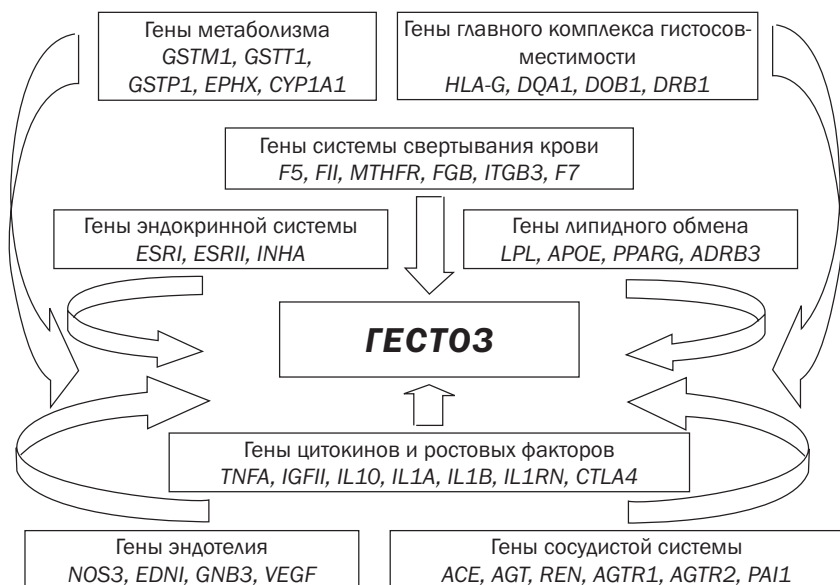 Гены метаболизма
GSTM1, GSTT1,
GSTP1, EPHX, CYP1A1
Гены главного комплекса гистосов-
местимости
HLA-G, DQA1, DOB1, DRB1
Гены системы свертывания крови
F5, FII, MTHFR, FGB, ITGB3, F7
Гены эндокринной системы
ESRI, ESRII, INHA
Гены липидного обмена
LPL, APOE, PPARG, ADRB3
ГЕСТОЗ
Гены цитокинов и ростовых факторов
TNFA, IGFII, IL10, IL1A, IL1B, IL1RN, CTLA4
Гены эндотелия
NOS3, EDNI, GNB3, VEGF
Гены сосудистой системы
ACE, AGT, REN, AGTR1, AGTR2, PAI1